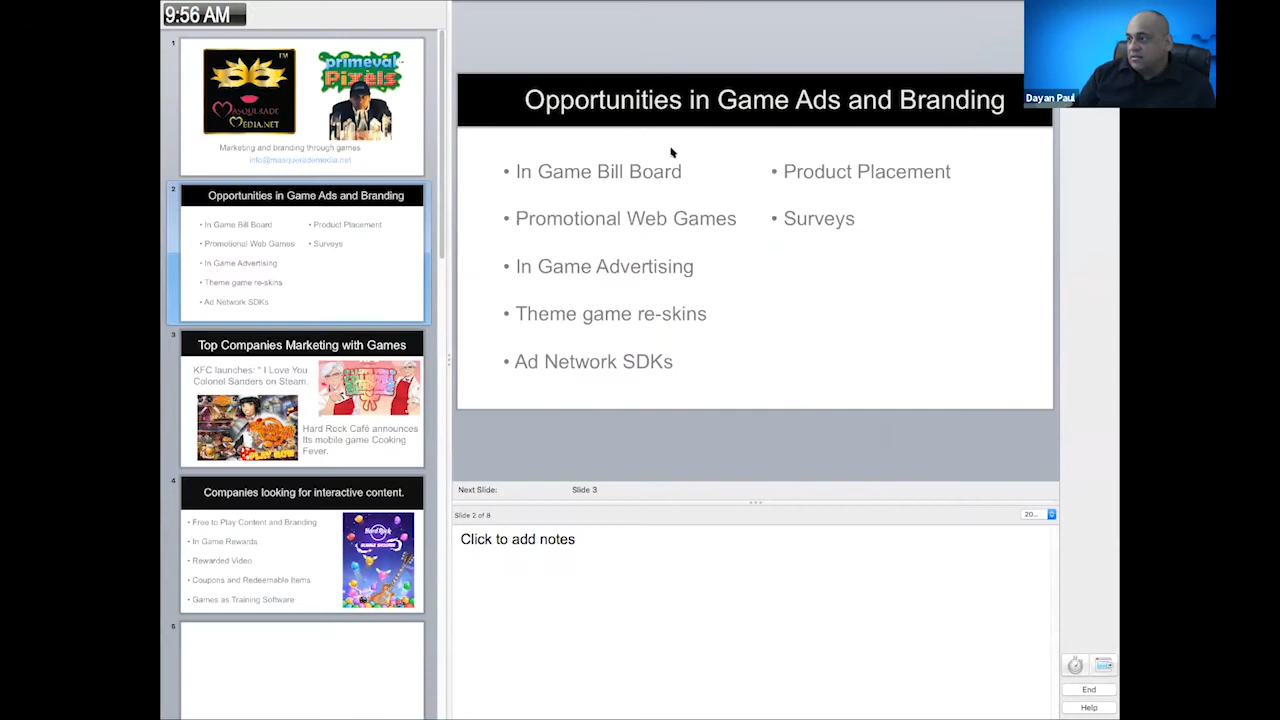 9:56 AM
1
TM
MASQUERADE
MEDIA.NET
primeval
Pixels
Marketing and branding through games
info@masquerademedia.net
2
Opportunities in Game Ads and Branding
• In Game Bill Board
• Promotional Web Games
• In Game Advertising
• Theme game re-skins
• Ad Network SDKs
• Product Placement
• Surveys
3
Top Companies Marketing with Games
KFC launches: " I Love You
Colonel Sanders on Steam.
PLAY NOW
Hard Rock Café announces
Its mobile game Cooking
Fever.
4
Companies looking for interactive content.
• Free to Play Content and Branding
• In Game Rewards
• Rewarded Video
• Coupons and Redeemable Items
• Games as Training Software
Hard Rock
5
Opportunities in Game Ads and Branding
• In Game Bill Board
• Promotional Web Games
• In Game Advertising
• Theme game re-skins
• Ad Network SDKs
• Product Placement
• Surveys
Dayan Paul
Next Slide:
Slide 3
Slide 2 of 8
20...
Click to add notes
End
Help